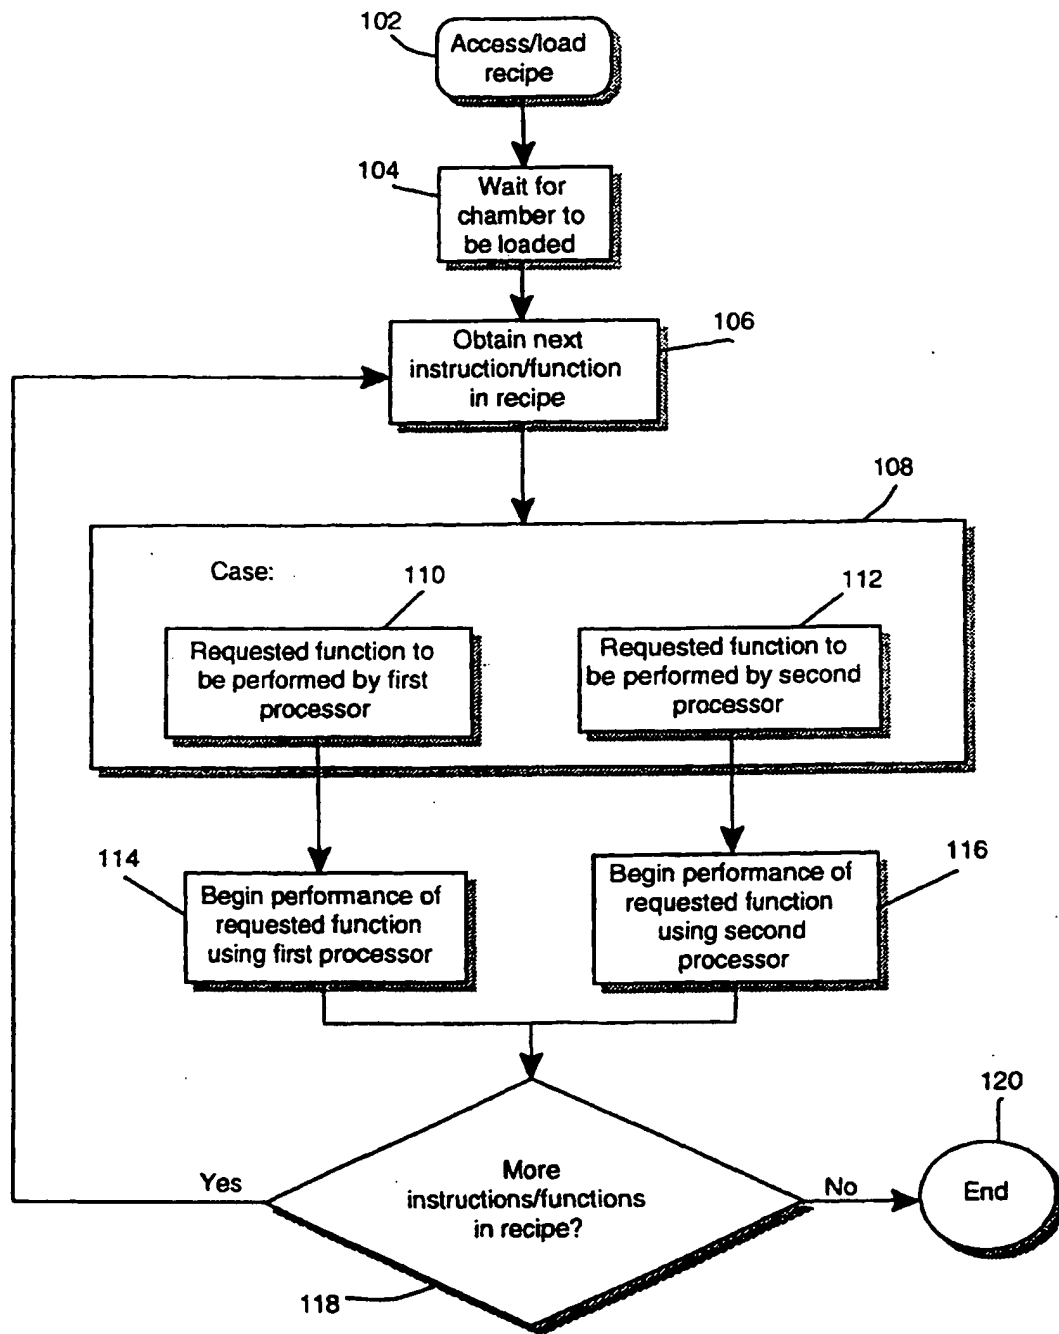 102
Access/load
recipe
104
Wait for
chamber to
be loaded
106
Obtain next
instruction/function
in recipe
108
Case:
110
112
Requested function to
be performed by first
processor
Requested function to
be performed by second
processor
114
Begin performance of
requested function
using first processor
116
Begin performance of
requested function
using second
processor
120
Yes
More
instructions/functions
in recipe?
No
End
118